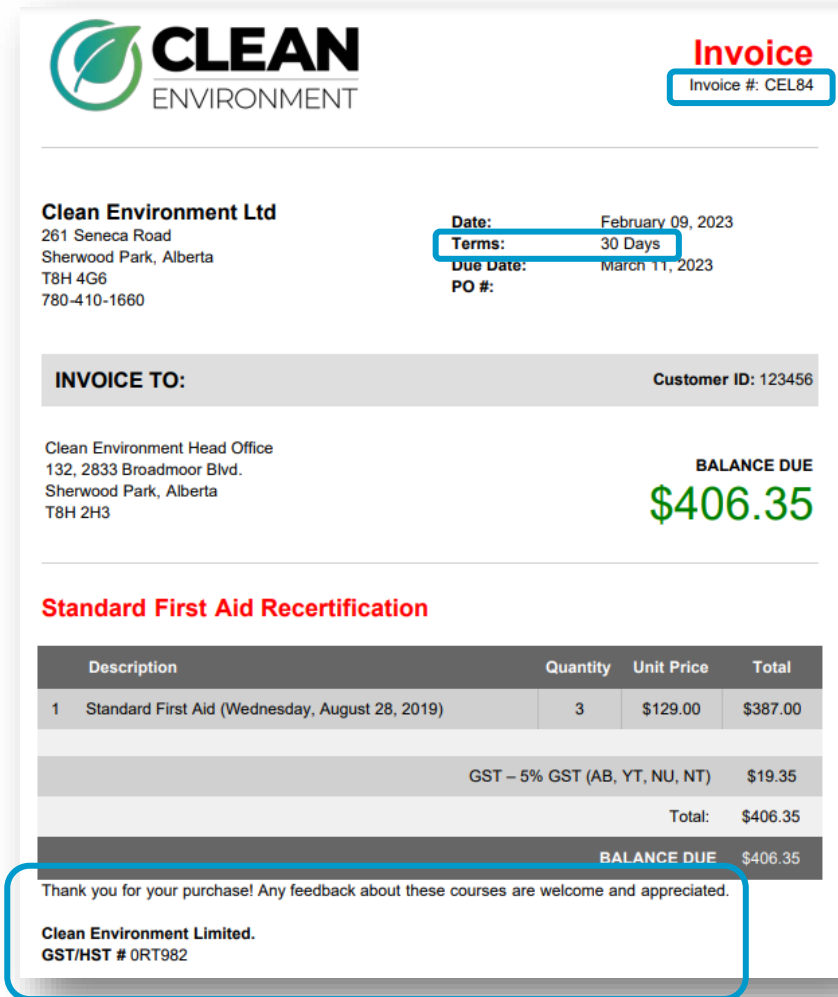 CLEAN
ENVIRONMENT
Invoice
Invoice #: CEL84
Clean Environment Ltd
261 Seneca Road
Sherwood Park, Alberta
T8H 4G6
780-410-1660
Date: February 09, 2023
Terms: 30 Days
Due Date: March 11, 2023
PO #:
INVOICE TO:
Customer ID: 123456
Clean Environment Head Office
132, 2833 Broadmoor Blvd.
Sherwood Park, Alberta
T8H 2H3
BALANCE DUE
$406.35
Standard First Aid Recertification
Description Quantity Unit Price Total
1 Standard First Aid (Wednesday, August 28, 2019) 3 $129.00 $387.00
GST – 5% GST (AB, YT, NU, NT) $19.35
Total: $406.35
BALANCE DUE $406.35
Thank you for your purchase! Any feedback about these courses are welcome and appreciated.
Clean Environment Limited.
GST/HST # 0RT982